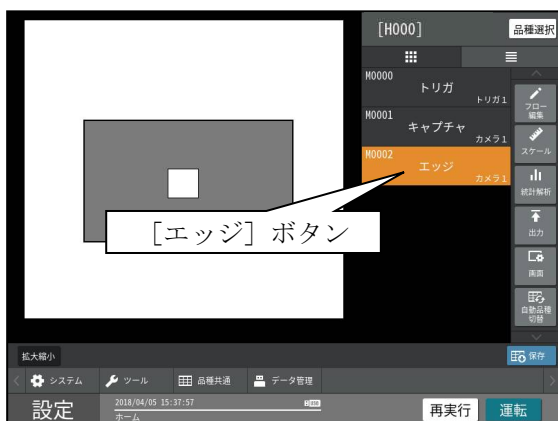 [H000]
品種選択
M0000
トリガ
トリガ1
M0001
キャプチャ
カメラ1
M0002
エッジ
カメラ1
[エッジ] ボタン
フロー
編集
スケール
統計解析
出力
画面
自動品種
切替
拡大縮小
保存
システム
ツール
品種共通
データ管理
設定
2018/04/05 15:37:57
ホーム
再実行
運転